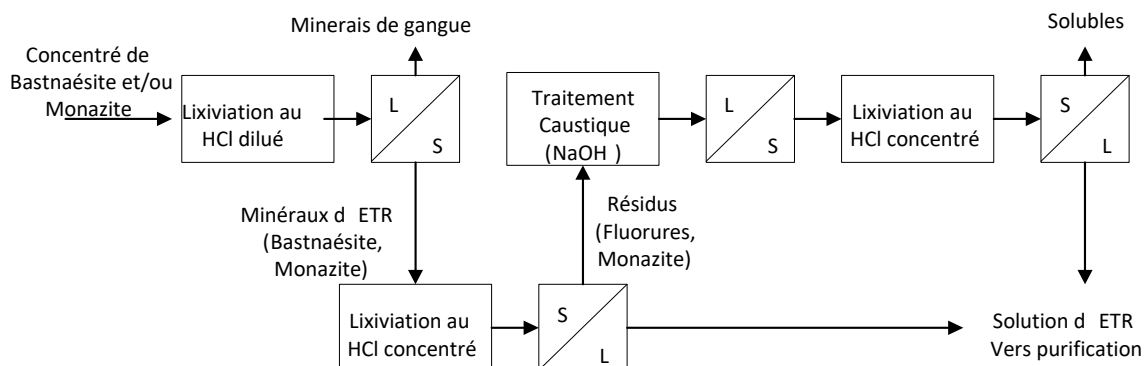 Minerais de gangue
Solubles
Concentré de
Bastnaésite et/ou
Monazite
Lixiviation au
HCl dilué
L
S
Traitement
Caustique
(NaOH )
L
S
Lixiviation au
HCl concentré
S
L
Minéraux d ETR
(Bastnaésite,
Monazite)
Résidus
(Fluorures,
Monazite)
Lixiviation au
HCl concentré
S
L
Solution d ETR
Vers purification